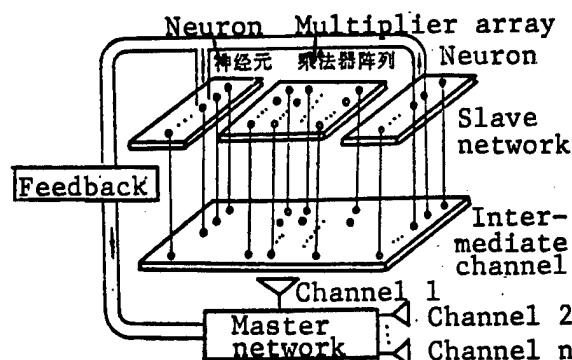 Neuron Multiplier array
神经元 乘法器阵列
Neuron
Slave
network
Feedback
Inter-
mediate
channel
Channel 1
Channel 2
Master
network
Channel n